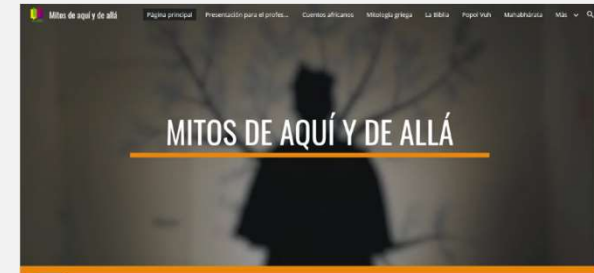 Mitos de aquí y de allá
Página principal
Presentación para el profes...
Cuentos africanos
Mitología griega
La Biblia
Popol Vuh
Mahabhárata
Más
MITOS DE AQUÍ Y DE ALLÁ